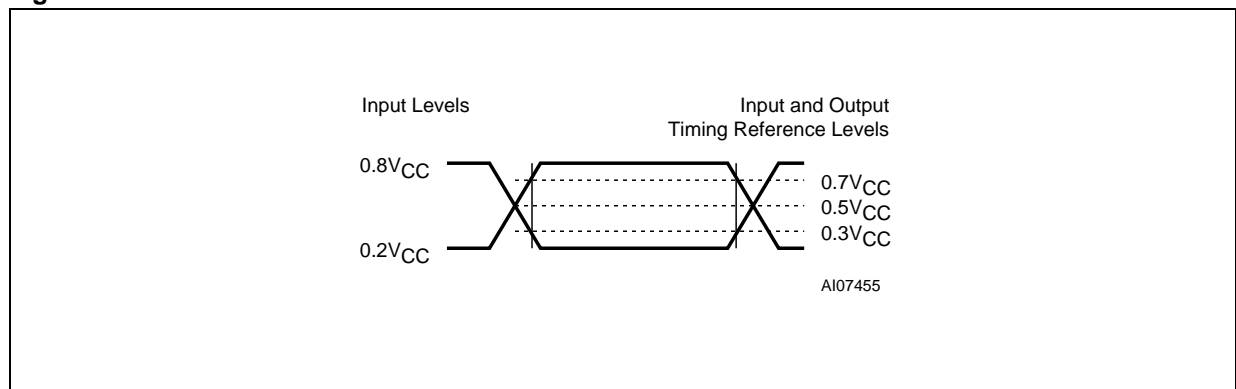 Input Levels
Input and Output
Timing Reference Levels
0.8VCC
0.7VCC
0.5VCC
0.3VCC
0.2VCC
AI07455